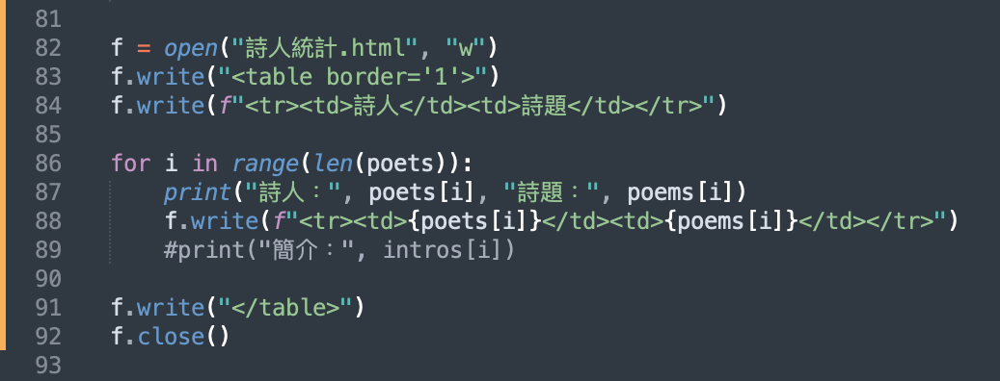 81
82 f = open("詩人統計.html", "w")
83 f.write("<table border='1'>")
84 f.write(f"<tr><td>詩人</td><td>詩題</td></tr>")
85
86 for i in range(len(poets)):
87     print("詩人：", poets[i], "詩題：", poems[i])
88     f.write(f"<tr><td>{poets[i]}</td><td>{poems[i]}</td></tr>")
89     #print("簡介：", intros[i])
90
91 f.write("</table>")
92 f.close()
93